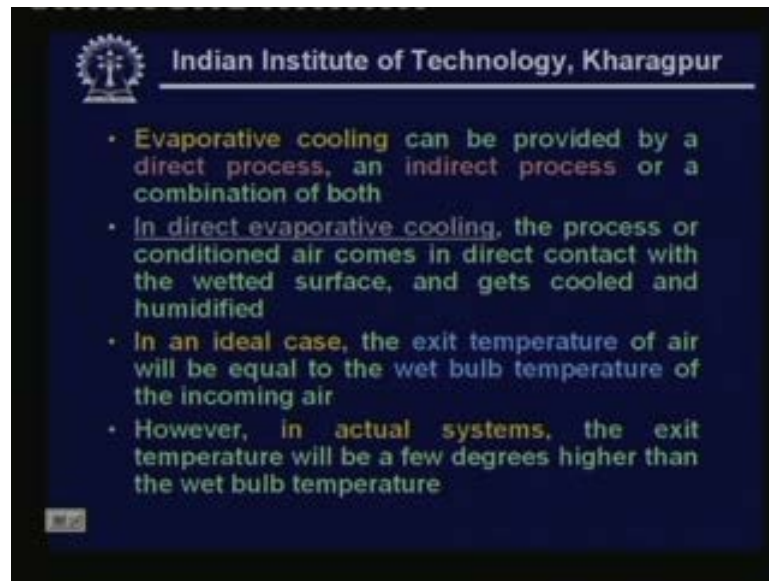 Indian Institute of Technology, Kharagpur
• Evaporative cooling can be provided by a
direct process, an indirect process or a
combination of both
• In direct evaporative cooling, the process or
conditioned air comes in direct contact with
the wetted surface, and gets cooled and
humidified
• In an ideal case, the exit temperature of air
will be equal to the wet bulb temperature of
the incoming air
• However, in actual systems, the exit
temperature will be a few degrees higher than
the wet bulb temperature